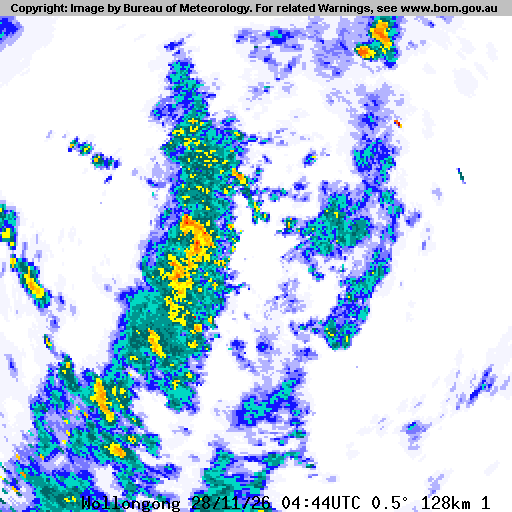 Copyright: Image by Bureau of Meteorology. For related Warnings, see www.bom.gov.au
Wollongong 28/11/26 04:44UTC 0.5° 128km 1